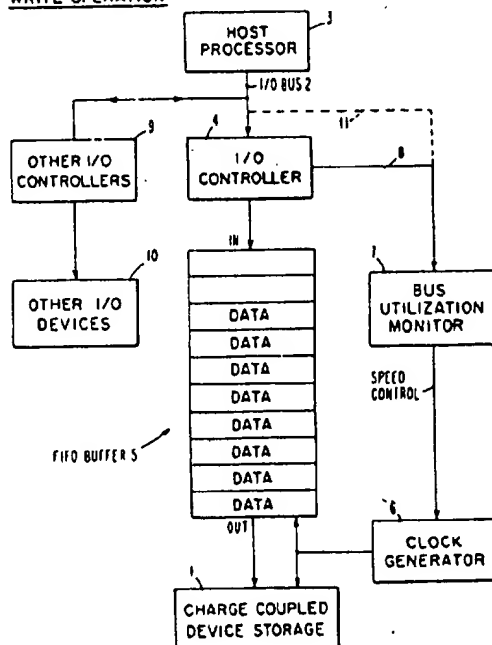 WRITE OPERATION
HOST
PROCESSOR
3
I/O BUS 2
9
4
11
OTHER I/O
CONTROLLERS
I/O
CONTROLLER
8
IN
10
7
OTHER I/O
DEVICES
BUS
UTILIZATION
MONITOR
DATA
DATA
DATA
DATA
DATA
DATA
DATA
DATA
SPEED
CONTROL
FIFO BUFFER 5
OUT
6
CLOCK
GENERATOR
1
CHARGE COUPLED
DEVICE STORAGE